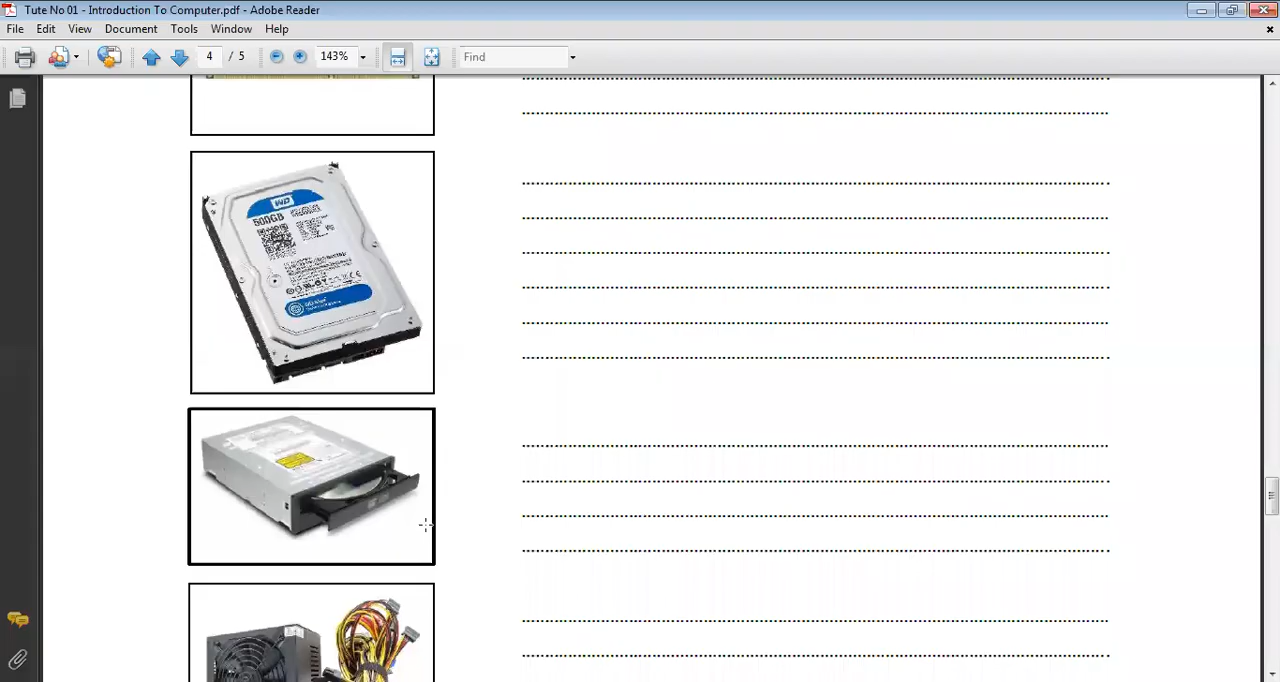 Tute No 01 - Introduction To Computer.pdf - Adobe Reader
File Edit View Document Tools Window Help
4 / 5 143% Find
WD
500GB